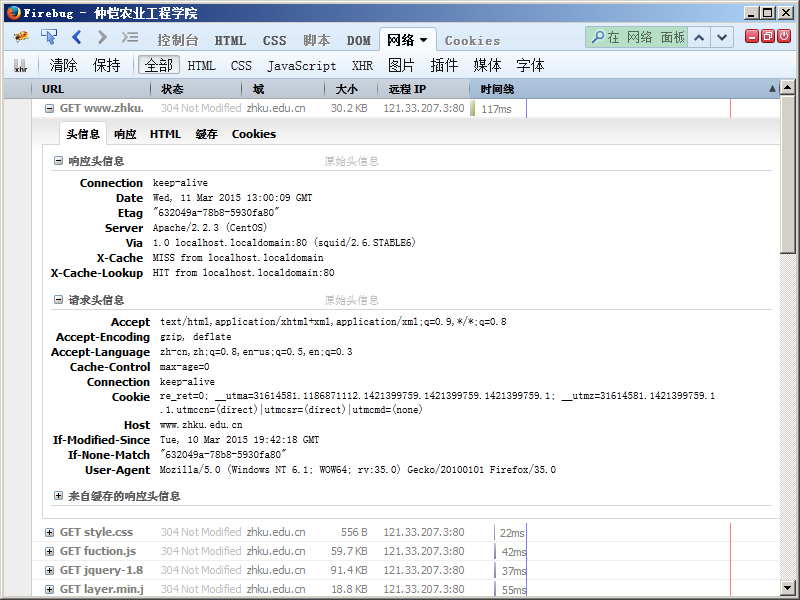 Firebug - 仲恺农业工程学院
控制台 HTML CSS 脚本 DOM 网络 Cookies 在 网络 面板
xhr 清除 保持 全部 HTML CSS JavaScript XHR 图片 插件 媒体 字体
URL 状态 域 大小 远程 IP 时间线
GET www.zhku. 304 Not Modified zhku.edu.cn 30.2 KB 121.33.207.3:80 117ms
头信息 响应 HTML 缓存 Cookies
响应头信息 原始头信息
Connection keep-alive
Date Wed, 11 Mar 2015 13:00:09 GMT
Etag "632049a-78b8-5930fa80"
Server Apache/2.2.3 (CentOS)
Via 1.0 localhost.localdomain:80 (squid/2.6.STABLE6)
X-Cache MISS from localhost.localdomain
X-Cache-Lookup HIT from localhost.localdomain:80
请求头信息 原始头信息
Accept text/html,application/xhtml+xml,application/xml;q=0.9,*/*;q=0.8
Accept-Encoding gzip, deflate
Accept-Language zh-cn,zh;q=0.8,en-us;q=0.5,en;q=0.3
Cache-Control max-age=0
Connection keep-alive
Cookie re_ret=0; __utma=31614581.1186871112.1421399759.1421399759.1421399759.1; __utmz=31614581.1421399759.1
.1.utmccn=(direct)|utmcsr=(direct)|utmcmd=(none)
Host www.zhku.edu.cn
If-Modified-Since Tue, 10 Mar 2015 19:42:18 GMT
If-None-Match "632049a-78b8-5930fa80"
User-Agent Mozilla/5.0 (Windows NT 6.1; WOW64; rv:35.0) Gecko/20100101 Firefox/35.0
来自缓存的响应头信息
GET style.css 304 Not Modified zhku.edu.cn 556 B 121.33.207.3:80 22ms
GET fuction.js 304 Not Modified zhku.edu.cn 59.7 KB 121.33.207.3:80 42ms
GET jquery-1.8 304 Not Modified zhku.edu.cn 91.4 KB 121.33.207.3:80 37ms
GET layer.min.j 304 Not Modified zhku.edu.cn 18.8 KB 121.33.207.3:80 55ms